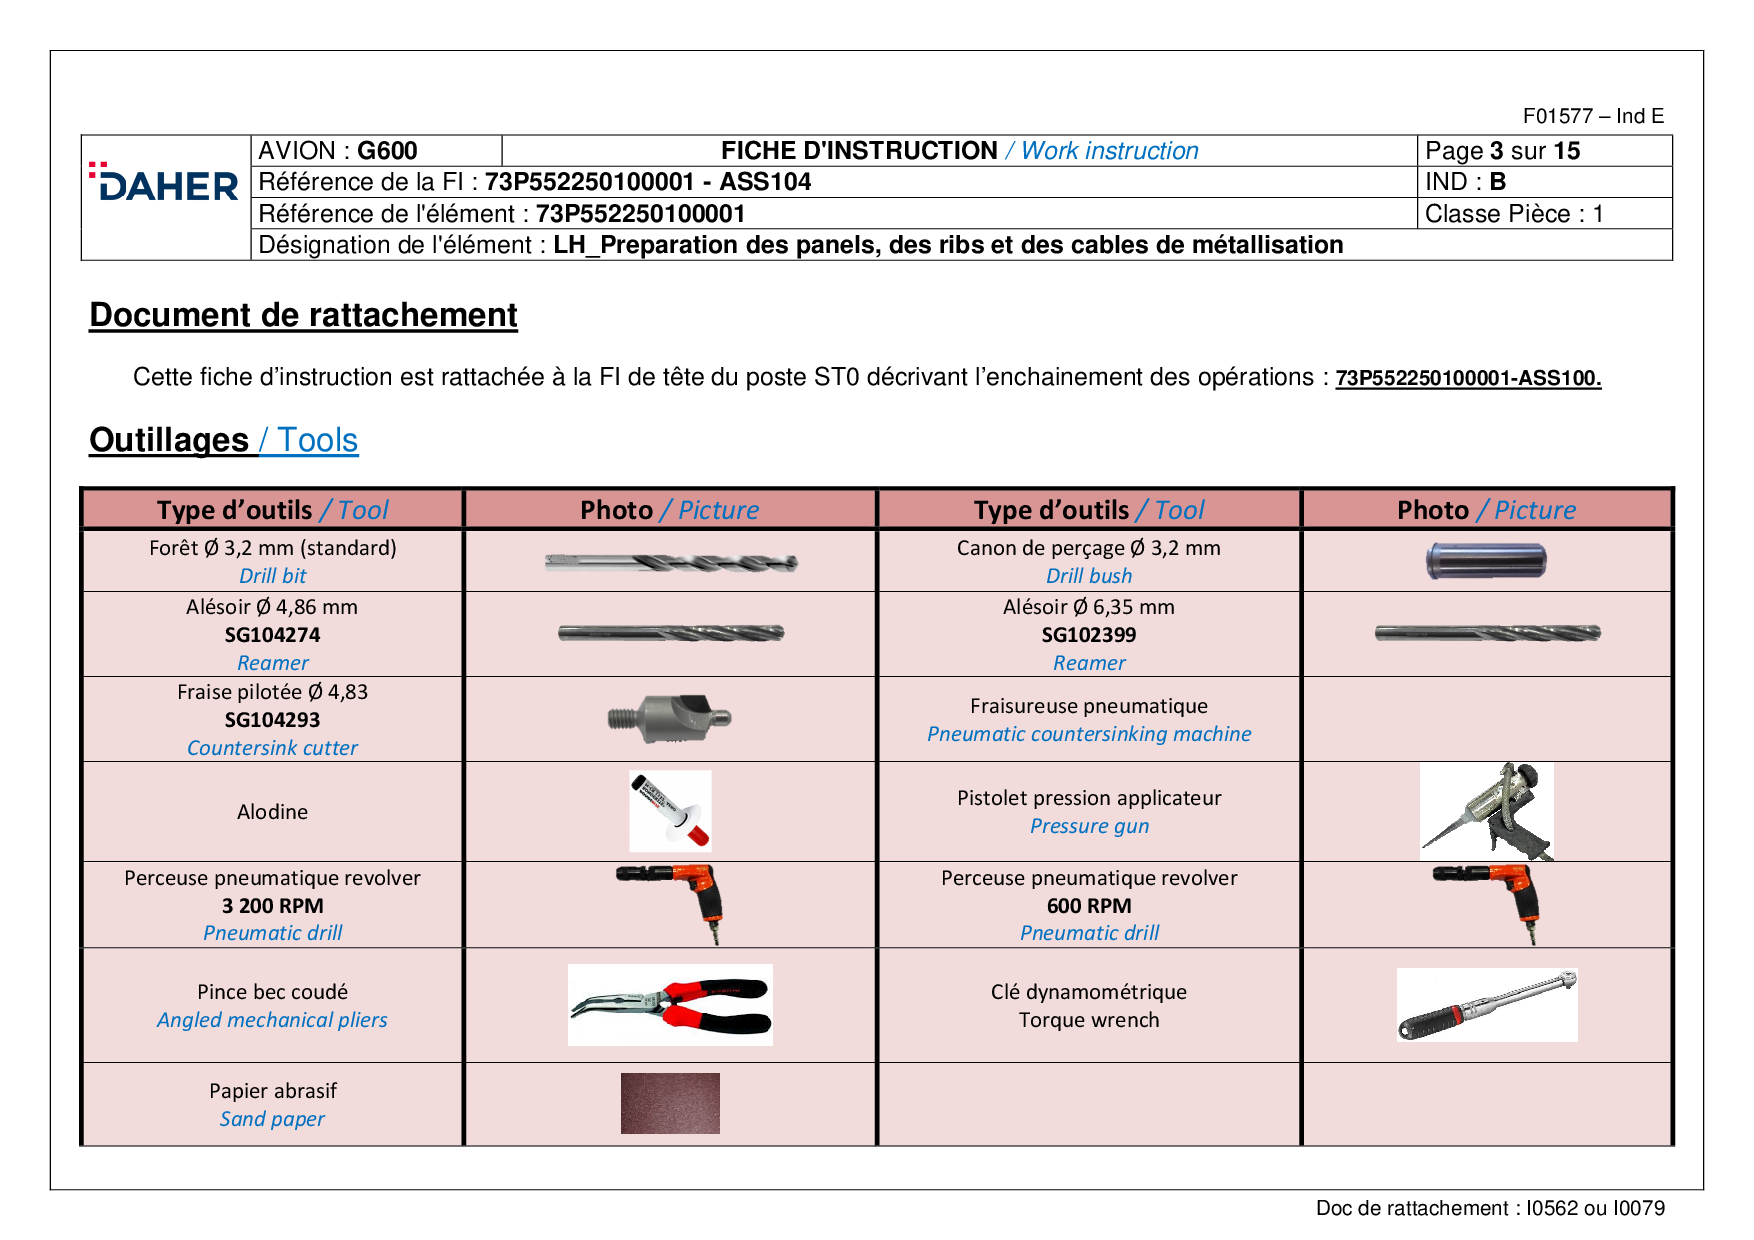 F01577 – Ind E
DAHER
AVION : G600
FICHE D'INSTRUCTION / Work instruction
Page 3 sur 15
Référence de la FI : 73P552250100001 - ASS104
IND : B
Référence de l'élément : 73P552250100001
Classe Pièce : 1
Désignation de l'élément : LH_Preparation des panels, des ribs et des cables de métallisation
Document de rattachement
Cette fiche d’instruction est rattachée à la FI de tête du poste ST0 décrivant l’enchainement des opérations : 73P552250100001-ASS100.
Outillages / Tools
Type d’outils / Tool
Photo / Picture
Type d’outils / Tool
Photo / Picture
Forêt Ø 3,2 mm (standard)
Drill bit
Canon de perçage Ø 3,2 mm
Drill bush
Alésoir Ø 4,86 mm
SG104274
Reamer
Alésoir Ø 6,35 mm
SG102399
Reamer
Fraise pilotée Ø 4,83
SG104293
Countersink cutter
Fraisureuse pneumatique
Pneumatic countersinking machine
Alodine
Pistolet pression applicateur
Pressure gun
Perceuse pneumatique revolver
3 200 RPM
Pneumatic drill
Perceuse pneumatique revolver
600 RPM
Pneumatic drill
Pince bec coudé
Angled mechanical pliers
Clé dynamométrique
Torque wrench
Papier abrasif
Sand paper
Doc de rattachement : I0562 ou I0079